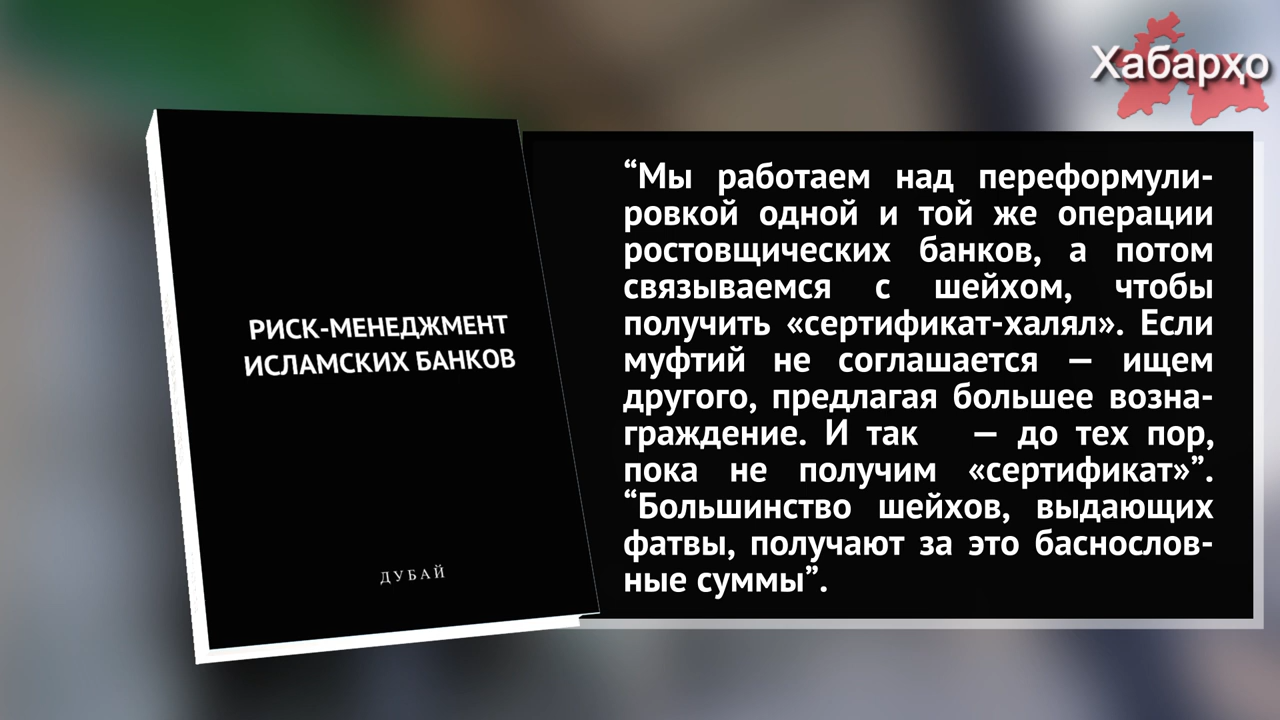 Хабарҳо
РИСК-МЕНЕДЖМЕНТ
ИСЛАМСКИХ БАНКОВ
ДУБАЙ
“Мы работаем над переформули-
ровкой одной и той же операции
ростовщических банков, а потом
связываемся с шейхом, чтобы
получить «сертификат-халял». Если
муфтий не соглашается — ищем
другого, предлагая большее возна-
граждение. И так — до тех пор,
пока не получим «сертификат»”.
“Большинство шейхов, выдающих
фатвы, получают за это баснослов-
ные суммы”.